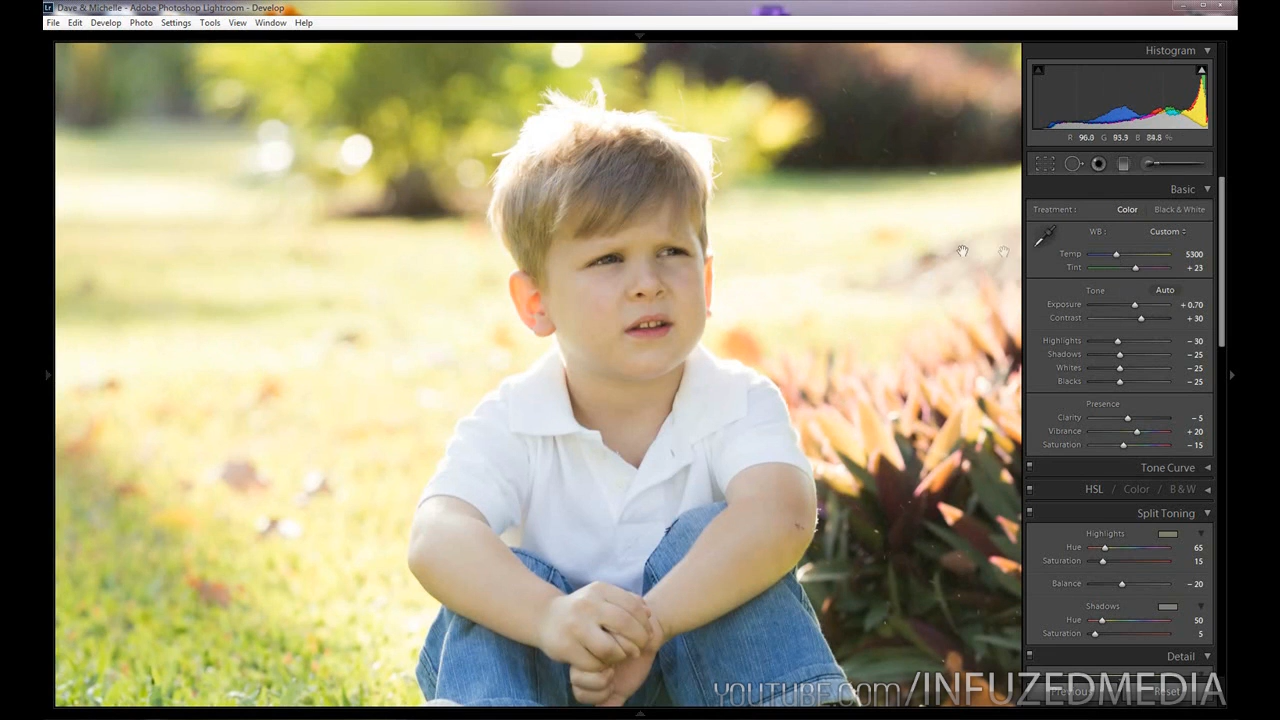 Lr Dave & Michelle - Adobe Photoshop Lightroom - Develop
File Edit Develop Photo Settings Tools View Window Help
Histogram
R 96.0 G 93.9 B 84.8 %
Basic
Treatment : Color Black & White
WB : Custom
Temp 5300
Tint + 23
Tone Auto
Exposure + 0.70
Contrast + 30
Highlights − 30
Shadows − 25
Whites − 25
Blacks − 25
Presence
Clarity − 5
Vibrance + 20
Saturation − 15
Tone Curve
HSL / Color / B & W
Split Toning
Highlights
Hue 65
Saturation 15
Balance − 20
Shadows
Hue 50
Saturation 5
Detail
Previous Reset
YOUTUBE.COM/INFUZEDMEDIA